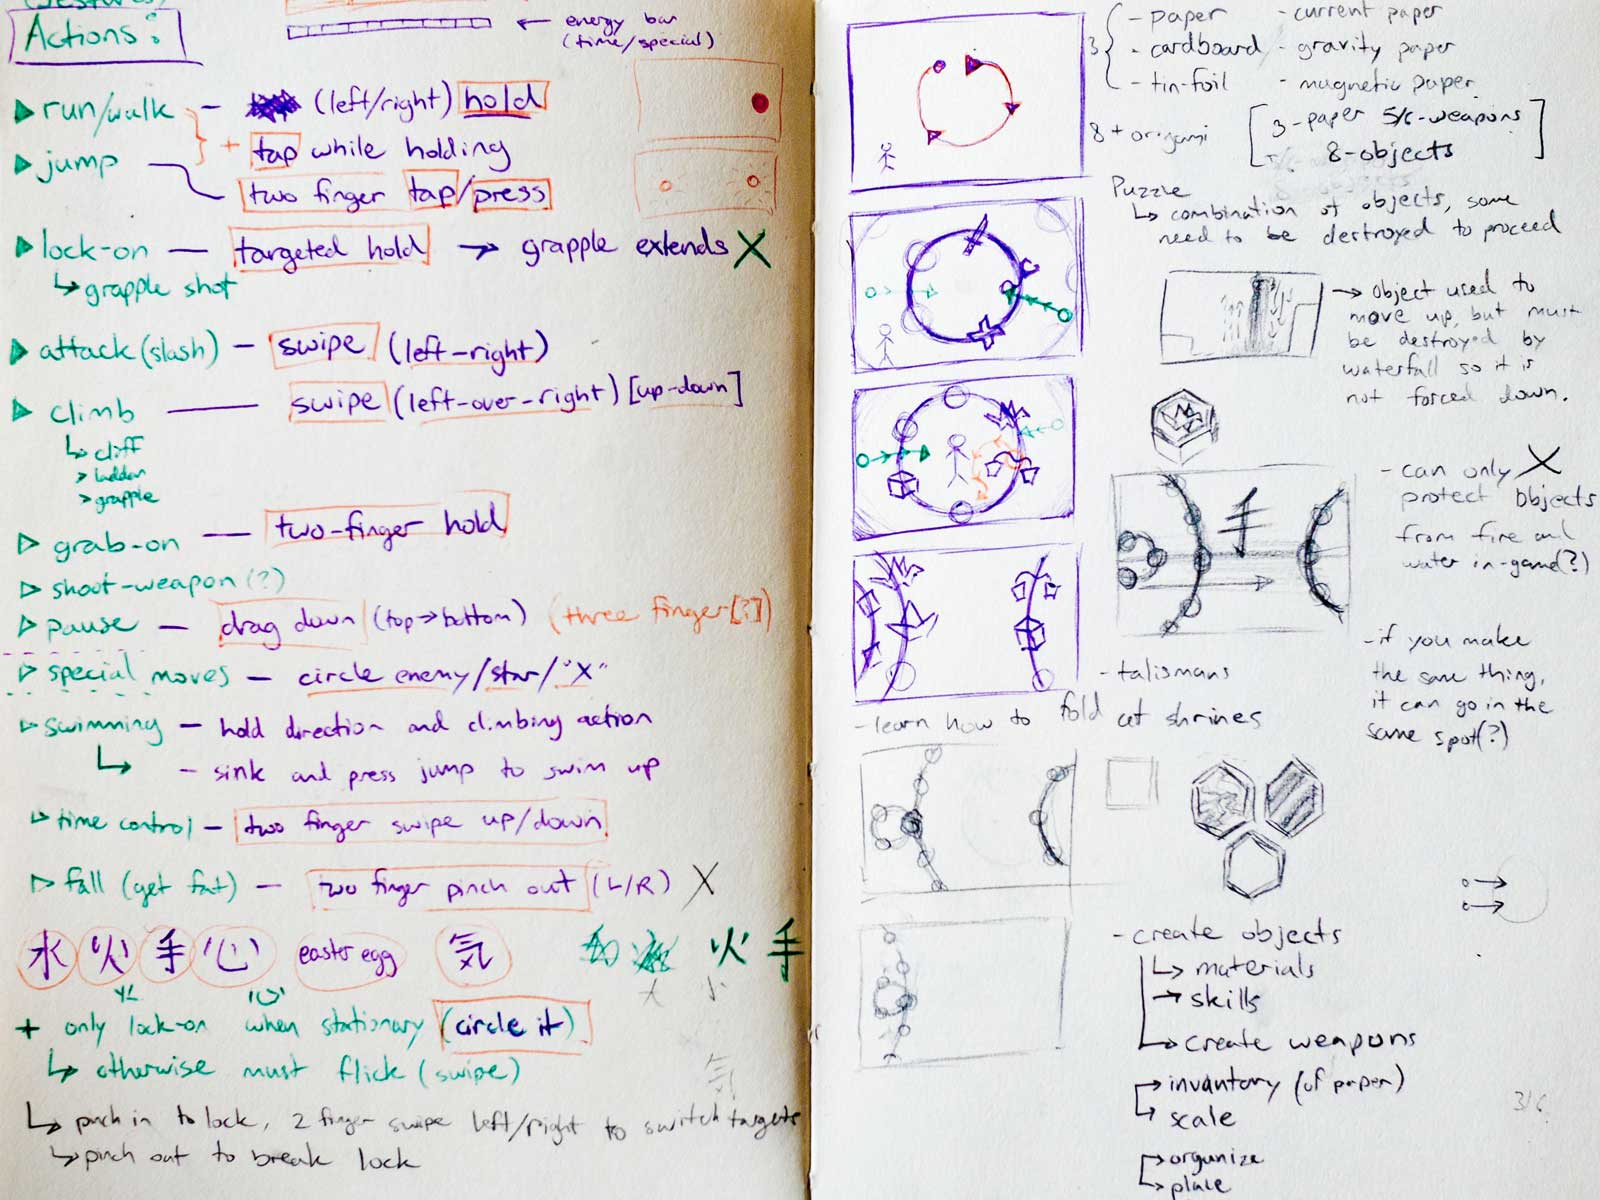 (gestures)
Actions:
energy bar
(time/special)
run/walk - (left/right) hold
+ tap while holding
jump
two finger tap/press
lock-on - targeted hold → grapple extends X
↳ grapple shot
attack (slash) - swipe (left-right)
climb - swipe (left-over-right) [up-down]
↳ cliff
> ladder
> grapple
grab-on - two-finger hold
shoot-weapon (?)
pause - drag down (top→bottom) (three finger[?])
special moves - circle enemy/star/"X"
swimming - hold direction and climbing action
↳ - sink and press jump to swim up
time control - two finger swipe up/down
fall (get fat) - two finger pinch out (L/R) X
水 火 手 心 easter egg 気 火 手
+ only lock-on when stationary (circle it)
↳ otherwise must flick (swipe)
気
↳ pinch in to lock, 2 finger swipe left/right to switch targets
↳ pinch out to break lock
3 { - paper - current paper
- cardboard - gravity paper
- tin-foil - magnetic paper
8 + origami [3-paper 5/6-weapons
8-objects]
Puzzle
↳ combination of objects, some
need to be destroyed to proceed
→ object used to
move up, but must
be destroyed by
waterfall so it is
not forced down.
手
- can only X
protect objects
from fire and
water in-game(?)
- if you make
the same thing,
it can go in the
same spot(?)
- talismans
- learn how to fold at shrines
- create objects
↳ materials
→ skills
↳ create weapons
→ invantory (of paper)
↳ scale
→ organize
↳ place